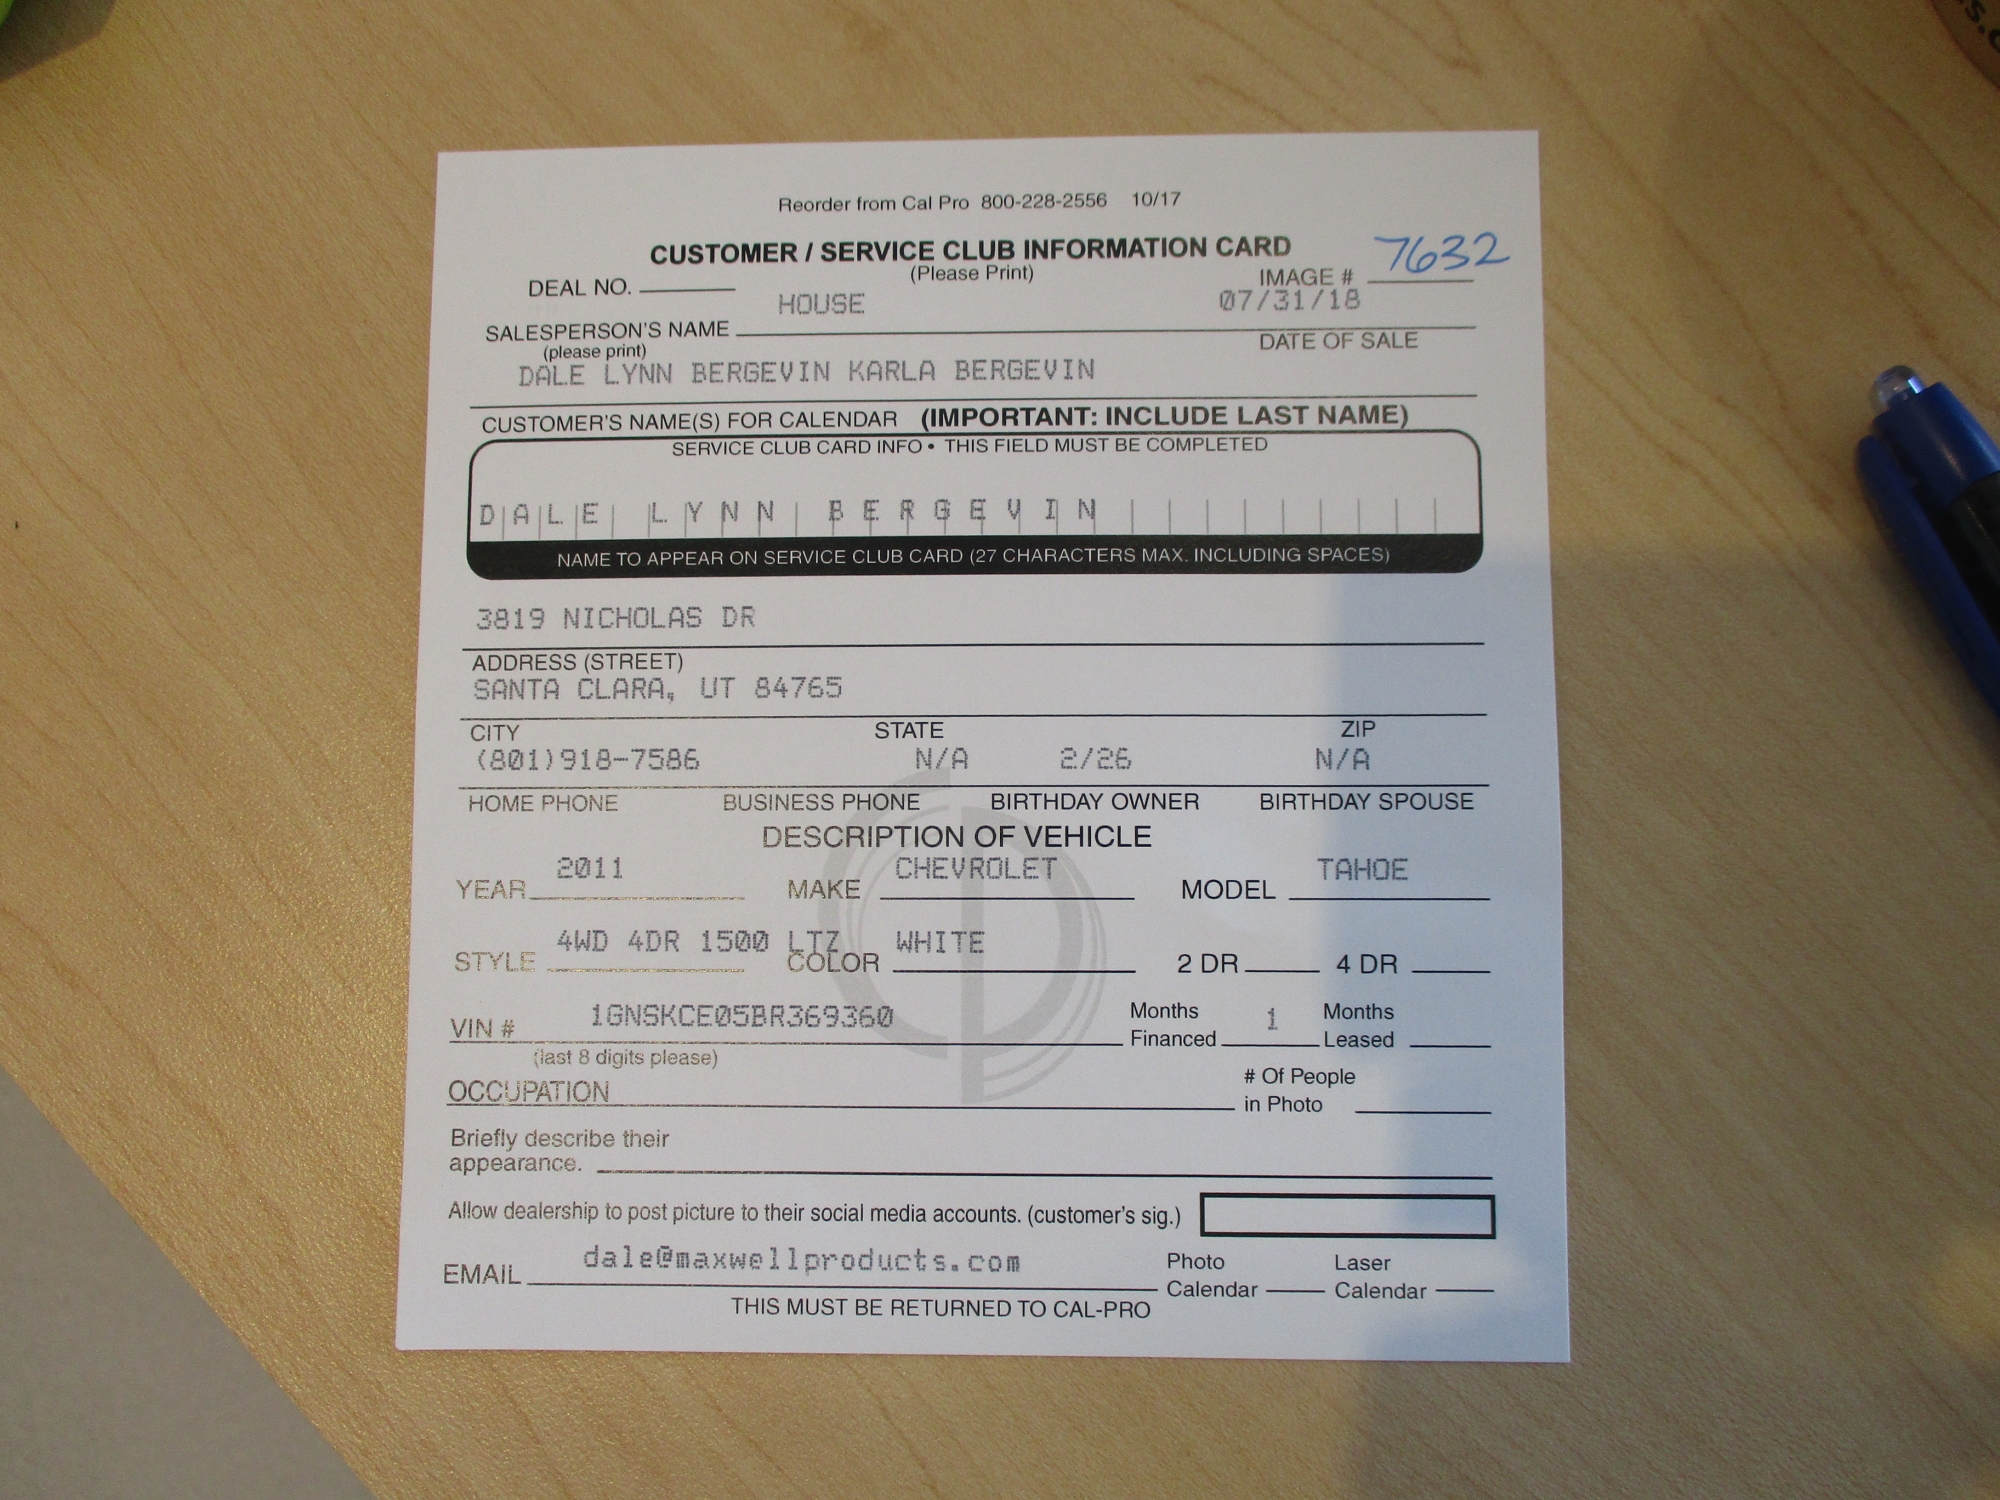 Reorder from Cal Pro 800-228-2556 10/17
CUSTOMER / SERVICE CLUB INFORMATION CARD
(Please Print)
7632
DEAL NO.
IMAGE #
HOUSE 07/31/18
SALESPERSON'S NAME
(please print)
DATE OF SALE
DALE LYNN BERGEVIN KARLA BERGEVIN
CUSTOMER'S NAME(S) FOR CALENDAR (IMPORTANT: INCLUDE LAST NAME)
SERVICE CLUB CARD INFO • THIS FIELD MUST BE COMPLETED
DALE LYNN BERGEVIN
NAME TO APPEAR ON SERVICE CLUB CARD (27 CHARACTERS MAX. INCLUDING SPACES)
3819 NICHOLAS DR
ADDRESS (STREET)
SANTA CLARA, UT 84765
CITY STATE ZIP
(801)918-7586 N/A 2/26 N/A
HOME PHONE BUSINESS PHONE BIRTHDAY OWNER BIRTHDAY SPOUSE
DESCRIPTION OF VEHICLE
2011 CHEVROLET TAHOE
YEAR MAKE MODEL
4WD 4DR 1500 LTZ WHITE
STYLE COLOR 2 DR 4 DR
1GNSKCE05BR369360
VIN #
(last 8 digits please)
Months Financed 1 Months Leased
OCCUPATION
# Of People in Photo
Briefly describe their
appearance.
Allow dealership to post picture to their social media accounts. (customer's sig.)
dale@maxwellproducts.com
EMAIL
Photo Calendar Laser Calendar
THIS MUST BE RETURNED TO CAL-PRO